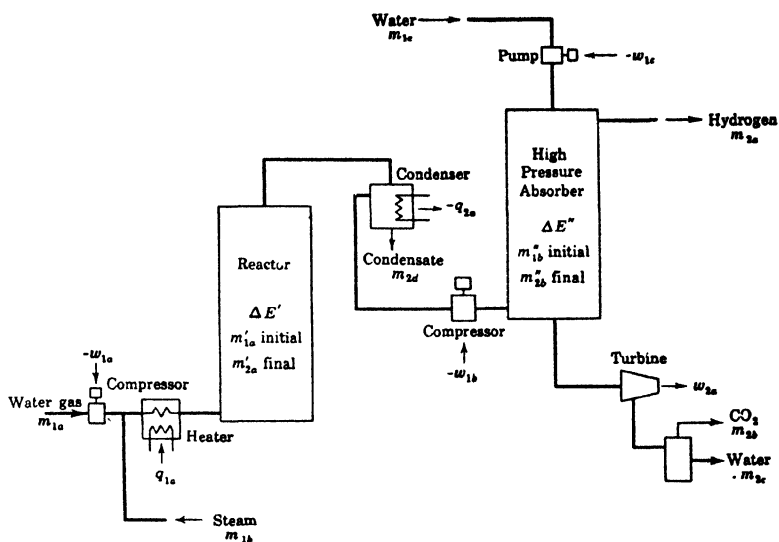 Water
m₁c
Pump
-w₁c
Hydrogen
m₂ₐ
High
Pressure
Absorber
ΔE″
m″₁b initial
m″₂b final
Condenser
-q₂ₐ
Condensate
m₂d
Reactor
ΔE′
m′₁ₐ initial
m′₂ₐ final
Compressor
-w₁b
Turbine
w₂ₐ
CO₂
m₂b
Water
m₂c
-w₁ₐ
Compressor
Water gas
m₁ₐ
Heater
q₁ₐ
Steam
m₁b